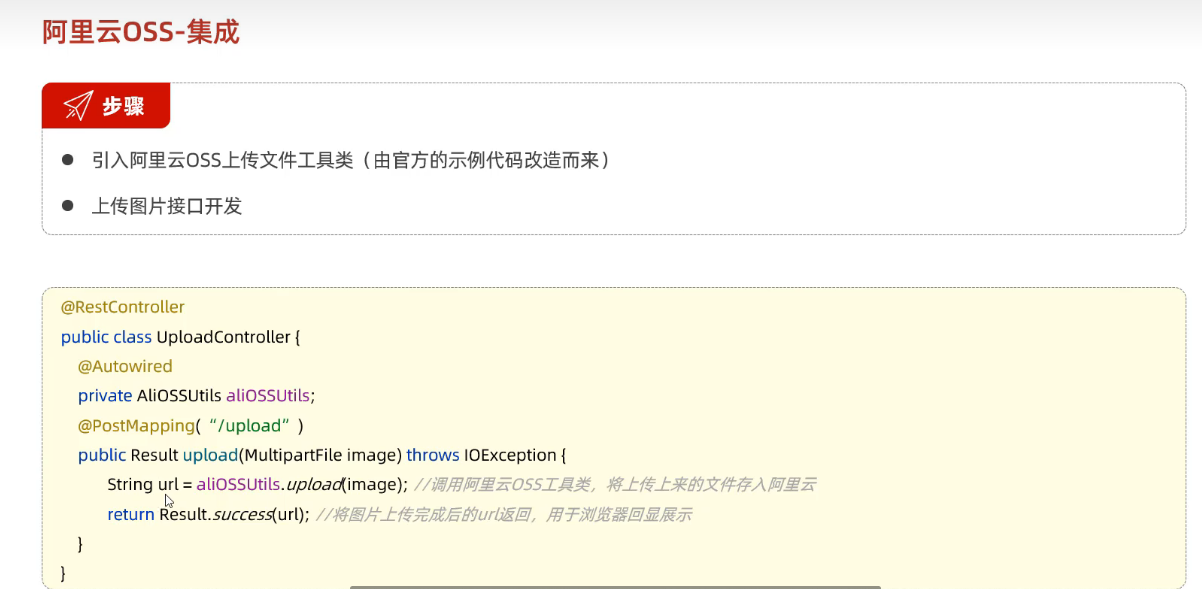 阿里云OSS-集成
步骤
● 引入阿里云OSS上传文件工具类（由官方的示例代码改造而来）
● 上传图片接口开发
@RestController
public class UploadController {
@Autowired
private AliOSSUtils aliOSSUtils;
@PostMapping(“/upload”)
public Result upload(MultipartFile image) throws IOException {
String url = aliOSSUtils.upload(image); //调用阿里云OSS工具类，将上传上来的文件存入阿里云
return Result.success(url); //将图片上传完成后的url返回，用于浏览器回显展示
}
}